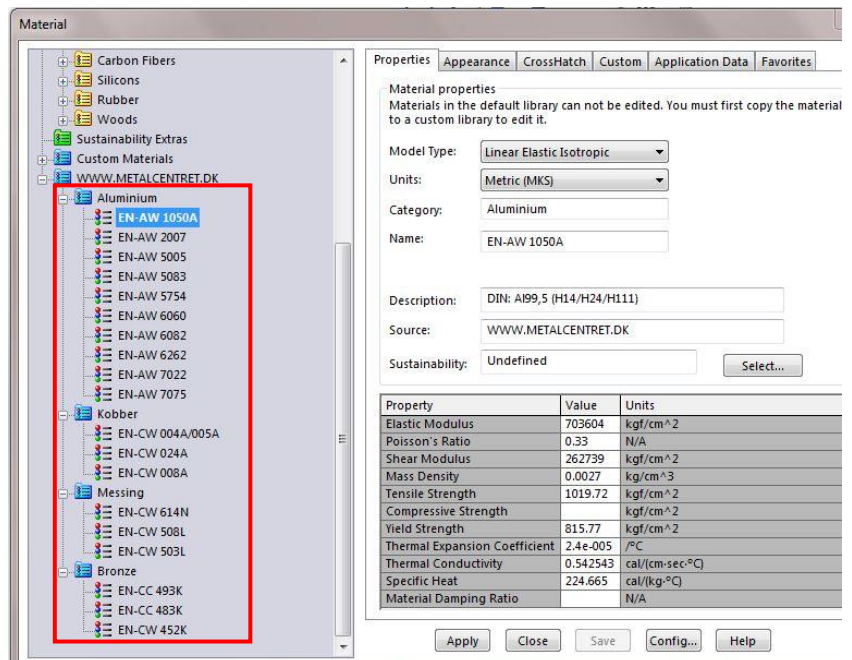 Material
Carbon Fibers
Silicons
Rubber
Woods
Sustainability Extras
Custom Materials
WWW.METALCENTRET.DK
Aluminium
EN-AW 1050A
EN-AW 2007
EN-AW 5005
EN-AW 5083
EN-AW 5754
EN-AW 6060
EN-AW 6082
EN-AW 6262
EN-AW 7022
EN-AW 7075
Kobber
EN-CW 004A/005A
EN-CW 024A
EN-CW 008A
Messing
EN-CW 614N
EN-CW 508L
EN-CW 503L
Bronze
EN-CC 493K
EN-CC 483K
EN-CW 452K
Properties Appearance CrossHatch Custom Application Data Favorites
Material properties
Materials in the default library can not be edited. You must first copy the material
to a custom library to edit it.
Model Type: Linear Elastic Isotropic
Units: Metric (MKS)
Category: Aluminium
Name: EN-AW 1050A
Description: DIN: Al99,5 (H14/H24/H111)
Source: WWW.METALCENTRET.DK
Sustainability: Undefined Select...
Property Value Units
Elastic Modulus 703604 kgf/cm^2
Poisson's Ratio 0.33 N/A
Shear Modulus 262739 kgf/cm^2
Mass Density 0.0027 kg/cm^3
Tensile Strength 1019.72 kgf/cm^2
Compressive Strength kgf/cm^2
Yield Strength 815.77 kgf/cm^2
Thermal Expansion Coefficient 2.4e-005 /°C
Thermal Conductivity 0.542543 cal/(cm·sec·°C)
Specific Heat 224.665 cal/(kg·°C)
Material Damping Ratio N/A
Apply Close Save Config... Help